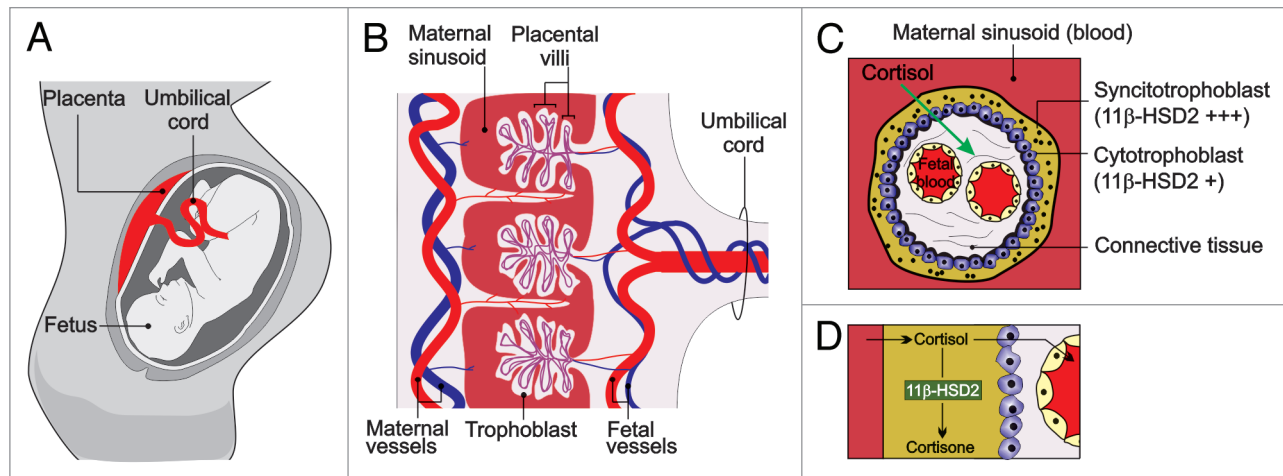 A
Placenta
Umbilical
cord
Fetus
B
Maternal
sinusoid
Placental
villi
Umbilical
cord
Maternal
vessels
Trophoblast
Fetal
vessels
C
Maternal sinusoid (blood)
Cortisol
Fetal
blood
Syncitotrophoblast
(11β-HSD2 +++)
Cytotrophoblast
(11β-HSD2 +)
Connective tissue
D
Cortisol
11β-HSD2
Cortisone